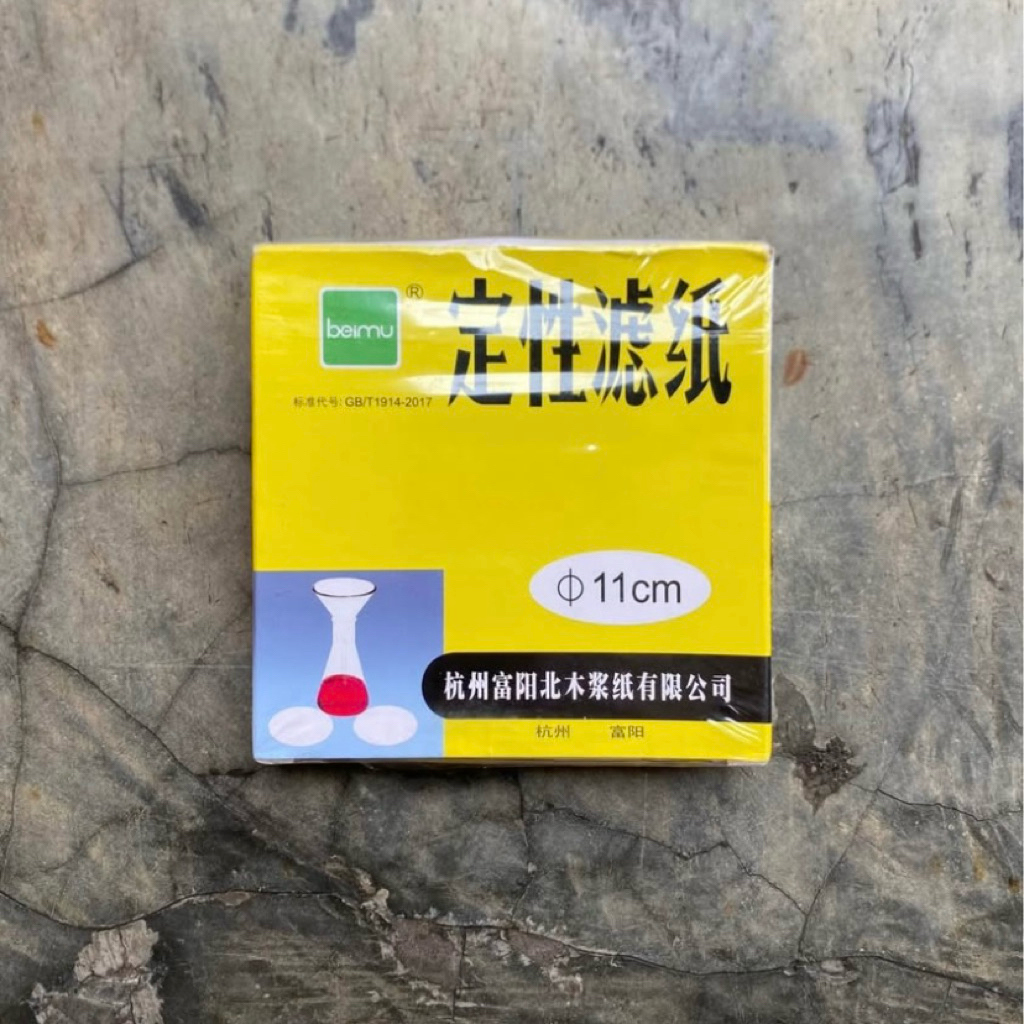 beimu
®
定性滤纸
标准代号: GB/T1914-2017
Φ 11cm
杭州富阳北木浆纸有限公司
杭州 富阳